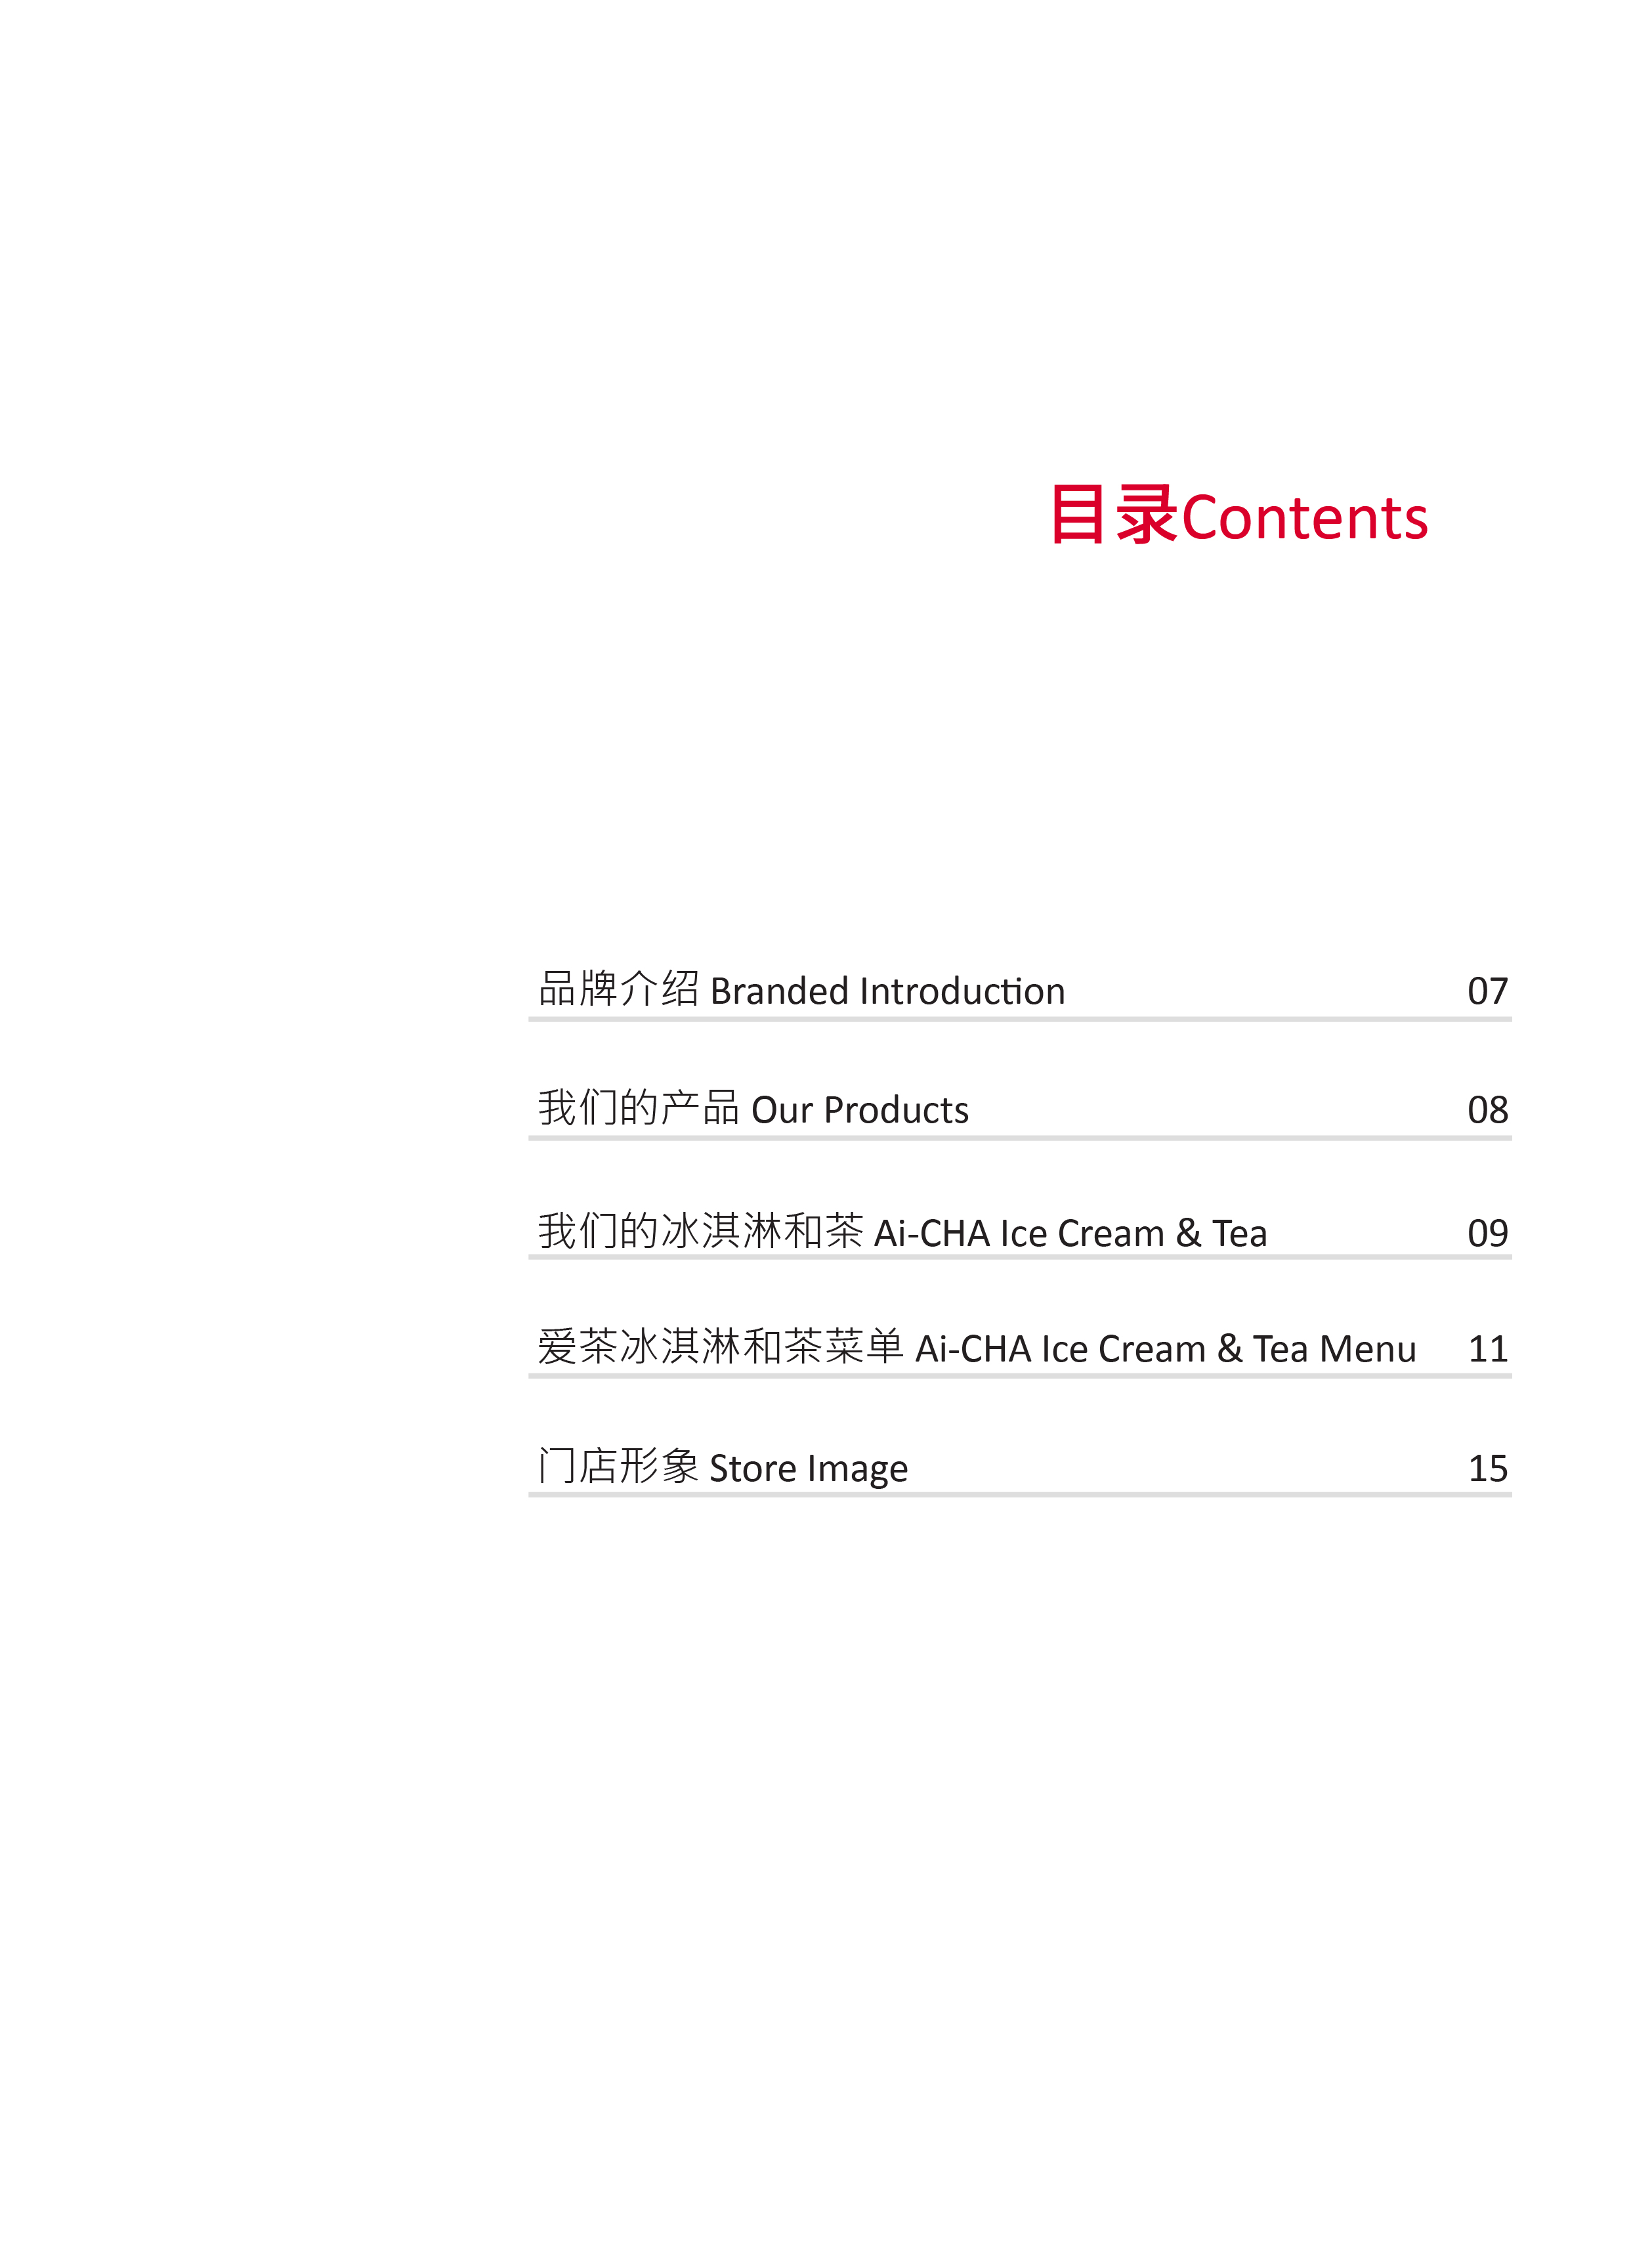 目录Contents
品牌介绍 Branded Introduction 07
我们的产品 Our Products 08
我们的冰淇淋和茶 Ai-CHA Ice Cream & Tea 09
爱茶冰淇淋和茶菜单 Ai-CHA Ice Cream & Tea Menu 11
门店形象 Store Image 15